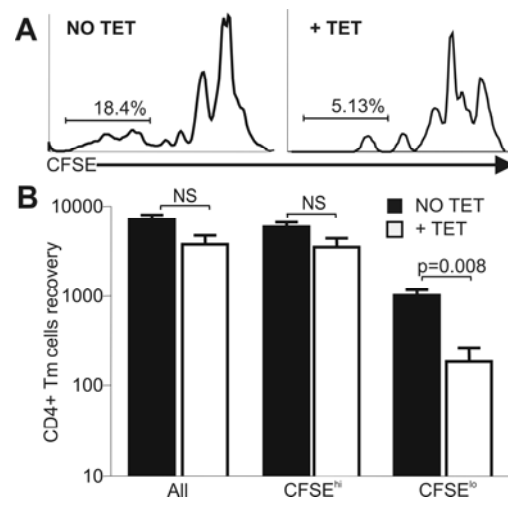 A
NO TET
+ TET
18.4%
5.13%
CFSE
B
CD4+ Tm cells recovery
10000
1000
100
10
NS
NS
NO TET
+ TET
p=0.008
All
CFSEhi
CFSElo